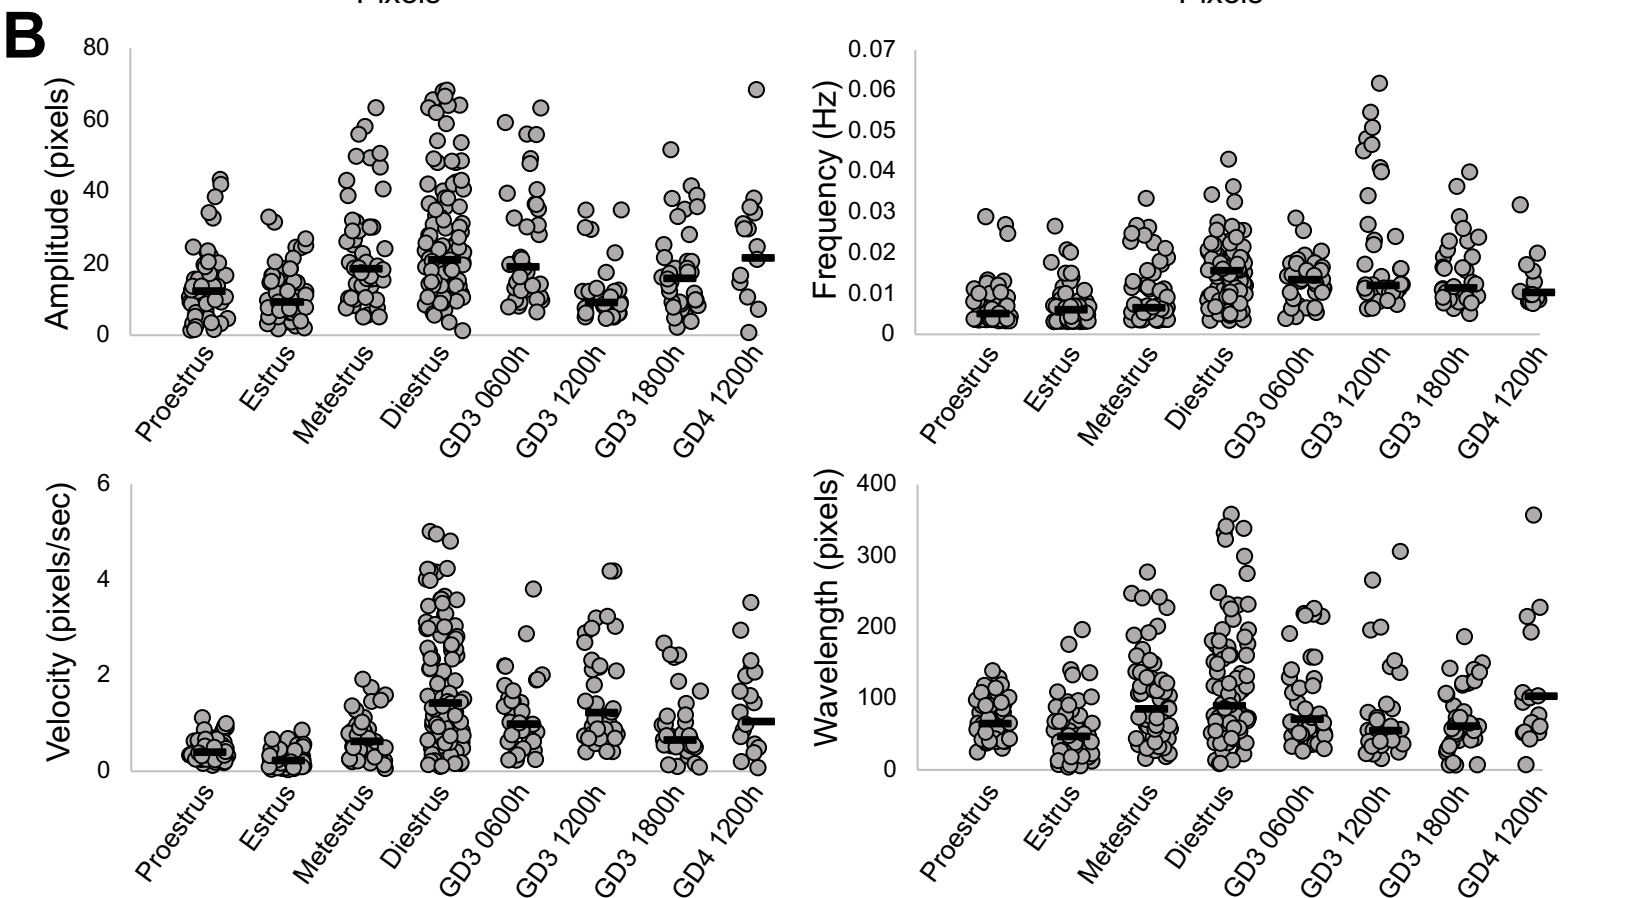 Pixels Pixels
B
Amplitude (pixels)
80
60
40
20
0
Proestrus Estrus Metestrus Diestrus GD3 0600h GD3 1200h GD3 1800h GD4 1200h
Frequency (Hz)
0.07
0.06
0.05
0.04
0.03
0.02
0.01
0
Proestrus Estrus Metestrus Diestrus GD3 0600h GD3 1200h GD3 1800h GD4 1200h
Velocity (pixels/sec)
6
4
2
0
Proestrus Estrus Metestrus Diestrus GD3 0600h GD3 1200h GD3 1800h GD4 1200h
Wavelength (pixels)
400
300
200
100
0
Proestrus Estrus Metestrus Diestrus GD3 0600h GD3 1200h GD3 1800h GD4 1200h